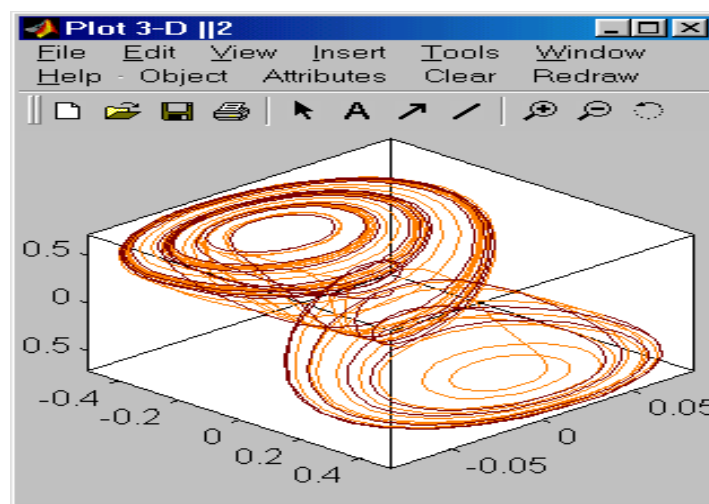 Plot 3-D ||2
File Edit View Insert Tools Window
Help Object Attributes Clear Redraw
A
0.5
0
0.5
-0.4
-0.2
0
0.2
0.4
-0.05
0
0.05